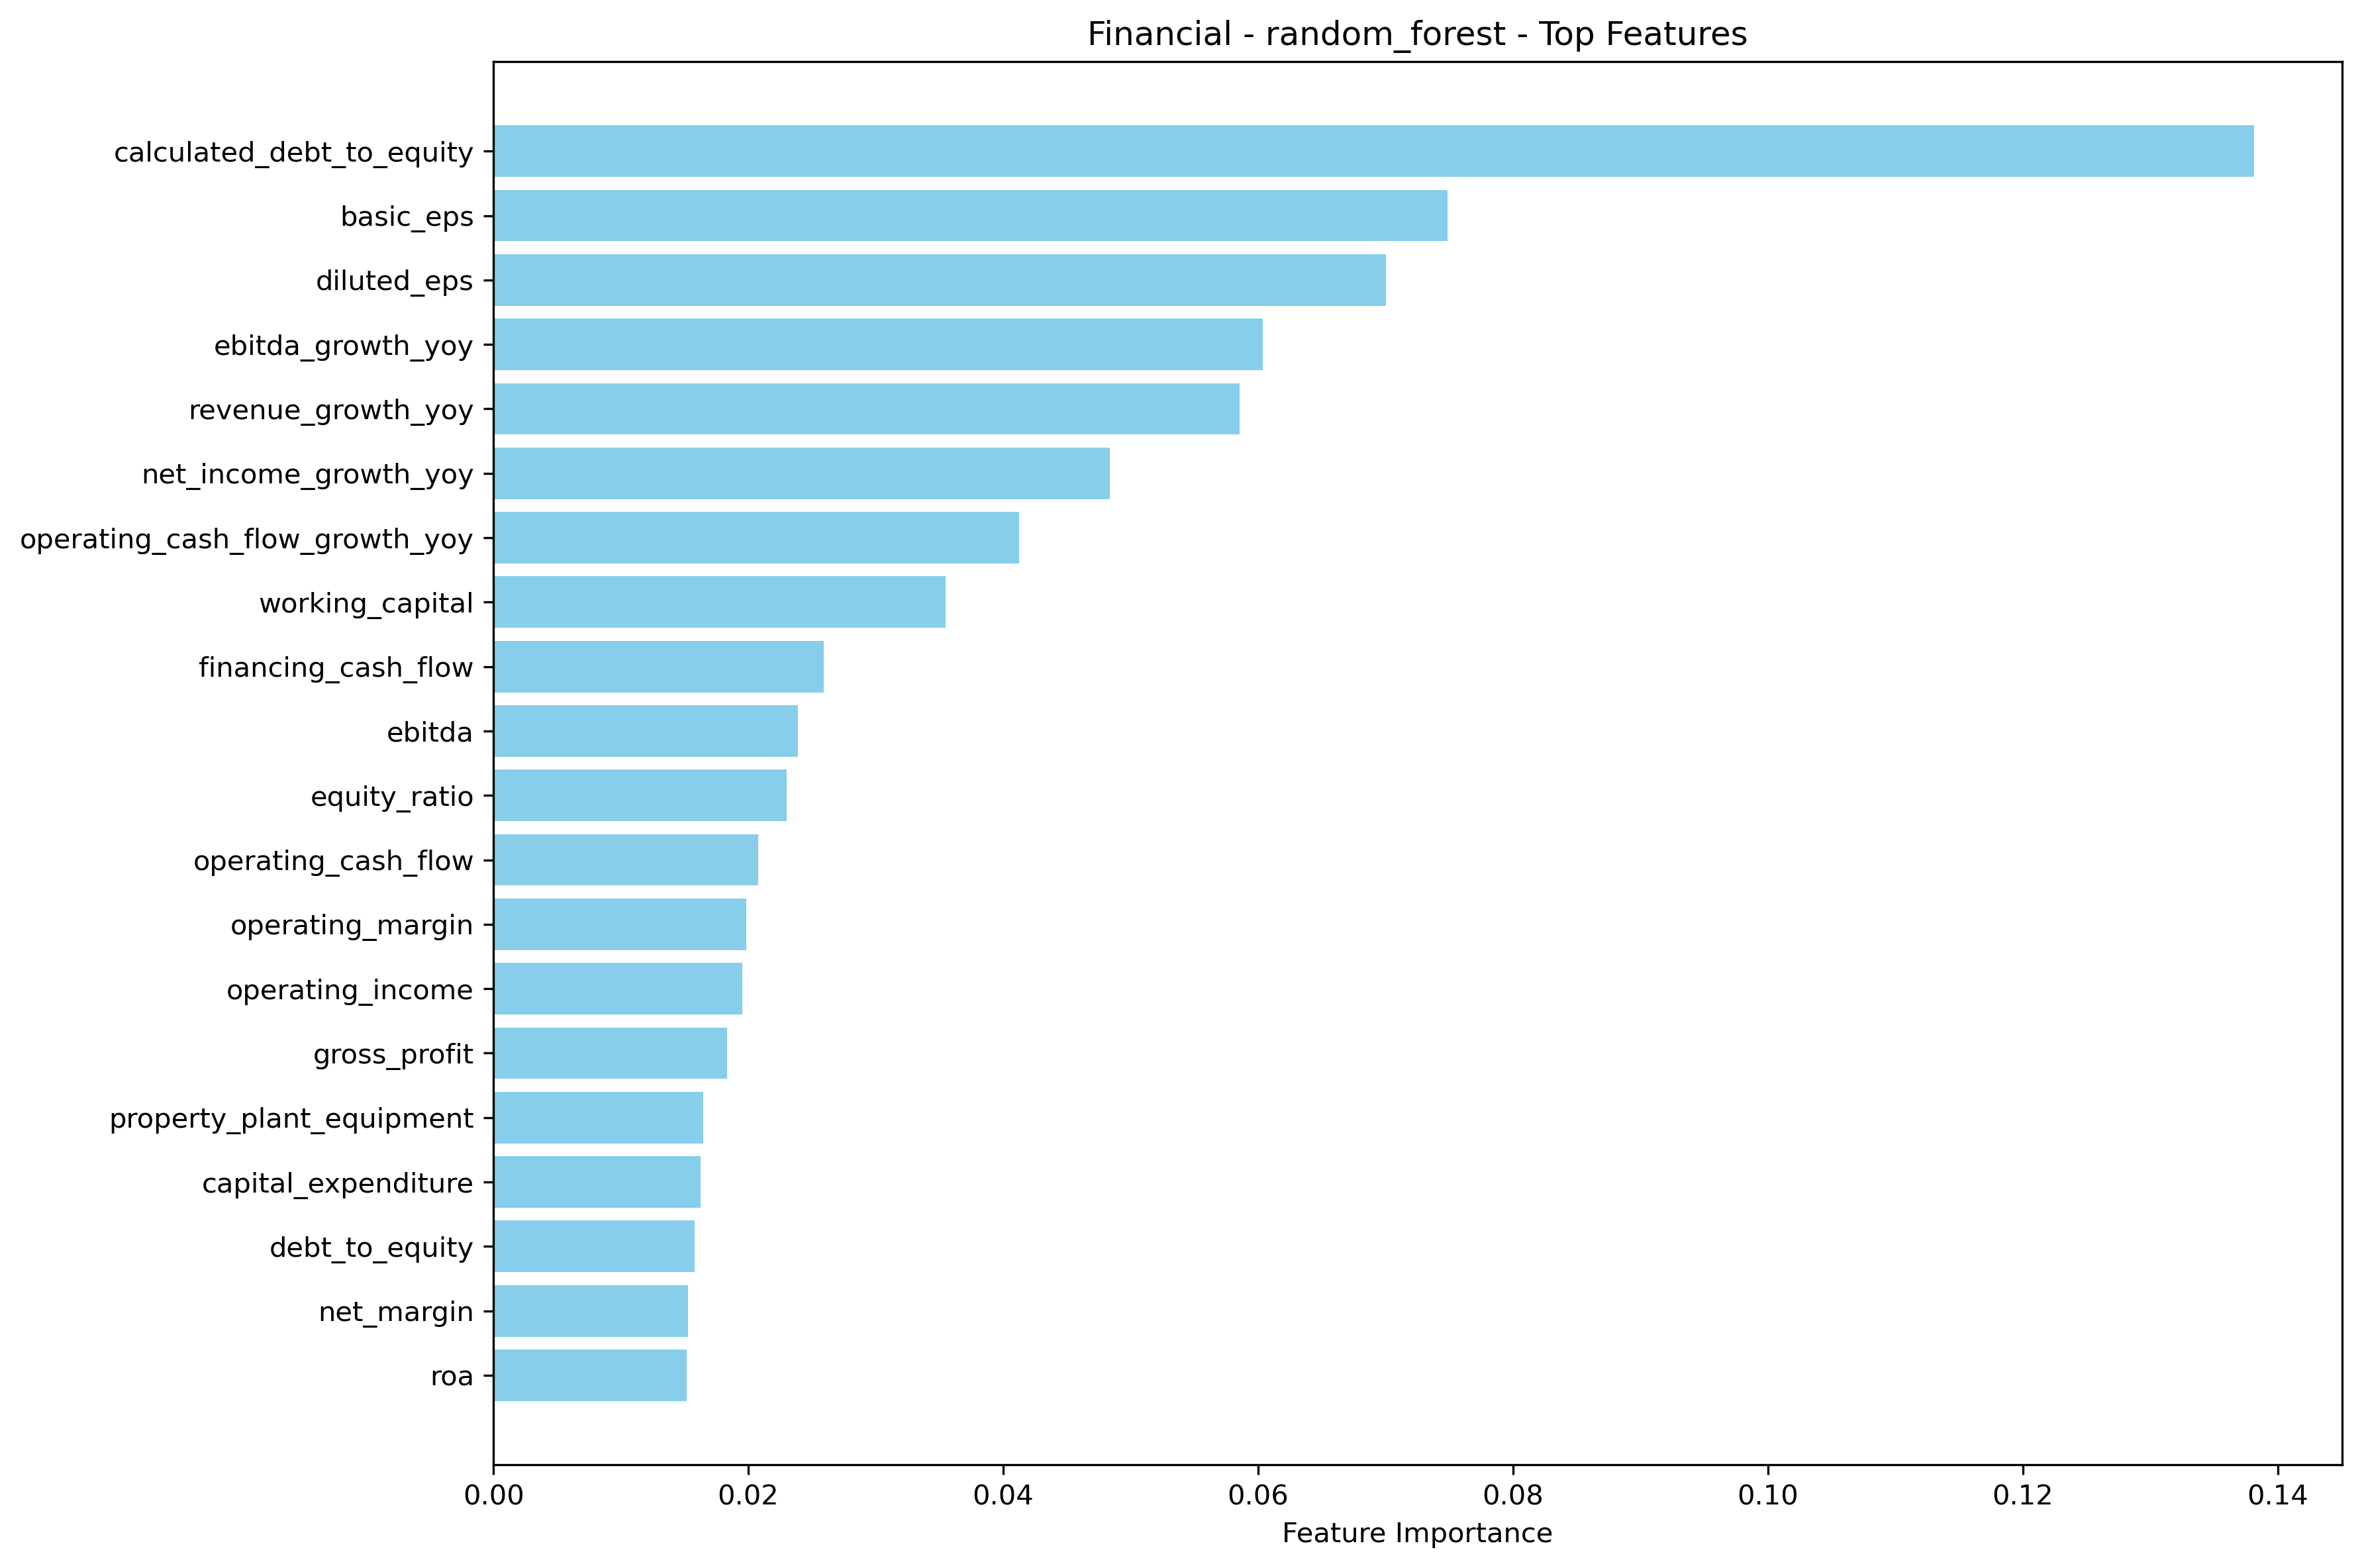 Financial - random_forest - Top Features
calculated_debt_to_equity
basic_eps
diluted_eps
ebitda_growth_yoy
revenue_growth_yoy
net_income_growth_yoy
operating_cash_flow_growth_yoy
working_capital
financing_cash_flow
ebitda
equity_ratio
operating_cash_flow
operating_margin
operating_income
gross_profit
property_plant_equipment
capital_expenditure
debt_to_equity
net_margin
roa
0.00 0.02 0.04 0.06 0.08 0.10 0.12 0.14
Feature Importance